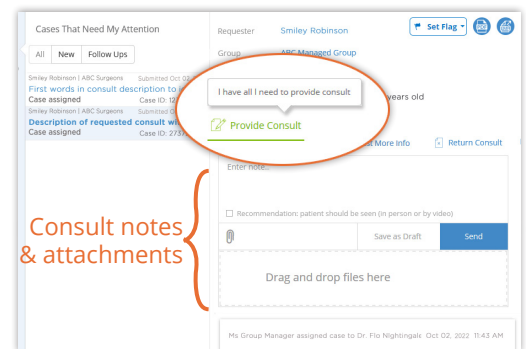 Cases That Need My Attention
All New Follow Ups
Smiley Robinson | ABC Surgeons Submitted Oct 02,
First words in consult description to i
Case assigned Case ID: 12
Smiley Robinson | ABC Surgeons Submitted
Description of requested consult wi
Case assigned Case ID: 273
Requester Smiley Robinson
Set Flag
Group ABC Managed Group
years old
I have all I need to provide consult
Provide Consult
st More Info Return Consult
Enter note..
Recommendation: patient should be seen (in person or by video)
Save as Draft Send
Drag and drop files here
Ms Group Manager assigned case to Dr. Flo Nightingale Oct 02, 2022 11:43 AM
Consult notes
& attachments